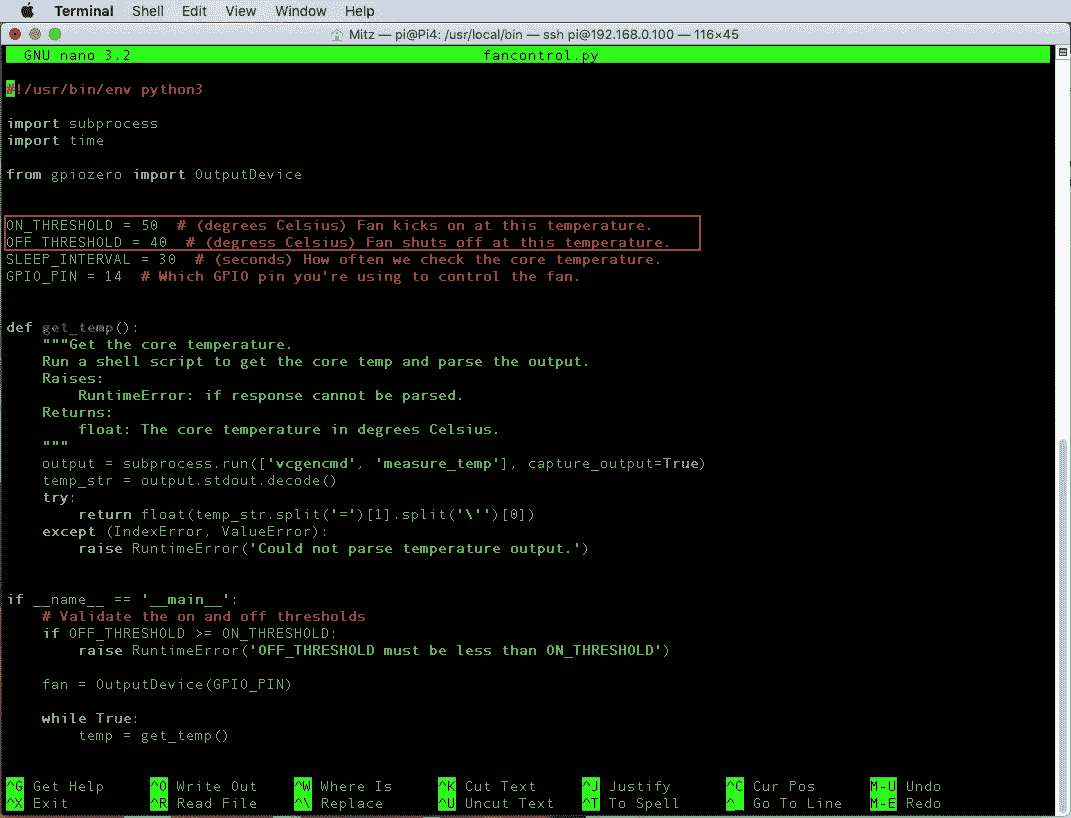 Terminal Shell Edit View Window Help
Mitz — pi@Pi4: /usr/local/bin — ssh pi@192.168.0.100 — 116×45
GNU nano 3.2 fancontrol.py
#!/usr/bin/env python3
import subprocess
import time
from gpiozero import OutputDevice
ON_THRESHOLD = 50  # (degrees Celsius) Fan kicks on at this temperature.
OFF_THRESHOLD = 40  # (degress Celsius) Fan shuts off at this temperature.
SLEEP_INTERVAL = 30  # (seconds) How often we check the core temperature.
GPIO_PIN = 14  # Which GPIO pin you're using to control the fan.
def get_temp():
    """Get the core temperature.
    Run a shell script to get the core temp and parse the output.
    Raises:
        RuntimeError: if response cannot be parsed.
    Returns:
        float: The core temperature in degrees Celsius.
    """
    output = subprocess.run(['vcgencmd', 'measure_temp'], capture_output=True)
    temp_str = output.stdout.decode()
    try:
        return float(temp_str.split('=')[1].split('\'')[0])
    except (IndexError, ValueError):
        raise RuntimeError('Could not parse temperature output.')
if __name__ == '__main__':
    # Validate the on and off thresholds
    if OFF_THRESHOLD >= ON_THRESHOLD:
        raise RuntimeError('OFF_THRESHOLD must be less than ON_THRESHOLD')
    fan = OutputDevice(GPIO_PIN)
    while True:
        temp = get_temp()
^G Get Help ^O Write Out ^W Where Is ^K Cut Text ^J Justify ^C Cur Pos M-U Undo
^X Exit ^R Read File ^\ Replace ^U Uncut Text ^T To Spell ^_ Go To Line M-E Redo